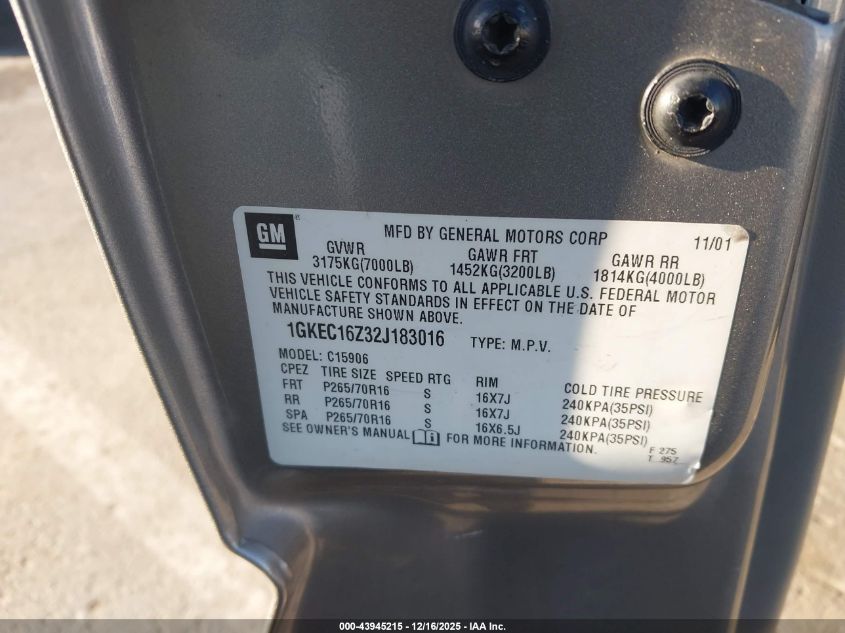 GM
MFD BY GENERAL MOTORS CORP 11/01
GVWR GAWR FRT GAWR RR
3175KG(7000LB) 1452KG(3200LB) 1814KG(4000LB)
THIS VEHICLE CONFORMS TO ALL APPLICABLE U.S. FEDERAL MOTOR
VEHICLE SAFETY STANDARDS IN EFFECT ON THE DATE OF
MANUFACTURE SHOWN ABOVE.
1GKEC16Z32J183016 TYPE: M.P.V.
MODEL: C15906
CPEZ TIRE SIZE SPEED RTG RIM COLD TIRE PRESSURE
FRT P265/70R16 S 16X7J 240KPA(35PSI)
RR P265/70R16 S 16X7J 240KPA(35PSI)
SPA P265/70R16 S 16X6.5J 240KPA(35PSI)
SEE OWNER'S MANUAL FOR MORE INFORMATION.
F 275
T 957
000-43945215 - 12/16/2025 - IAA Inc.